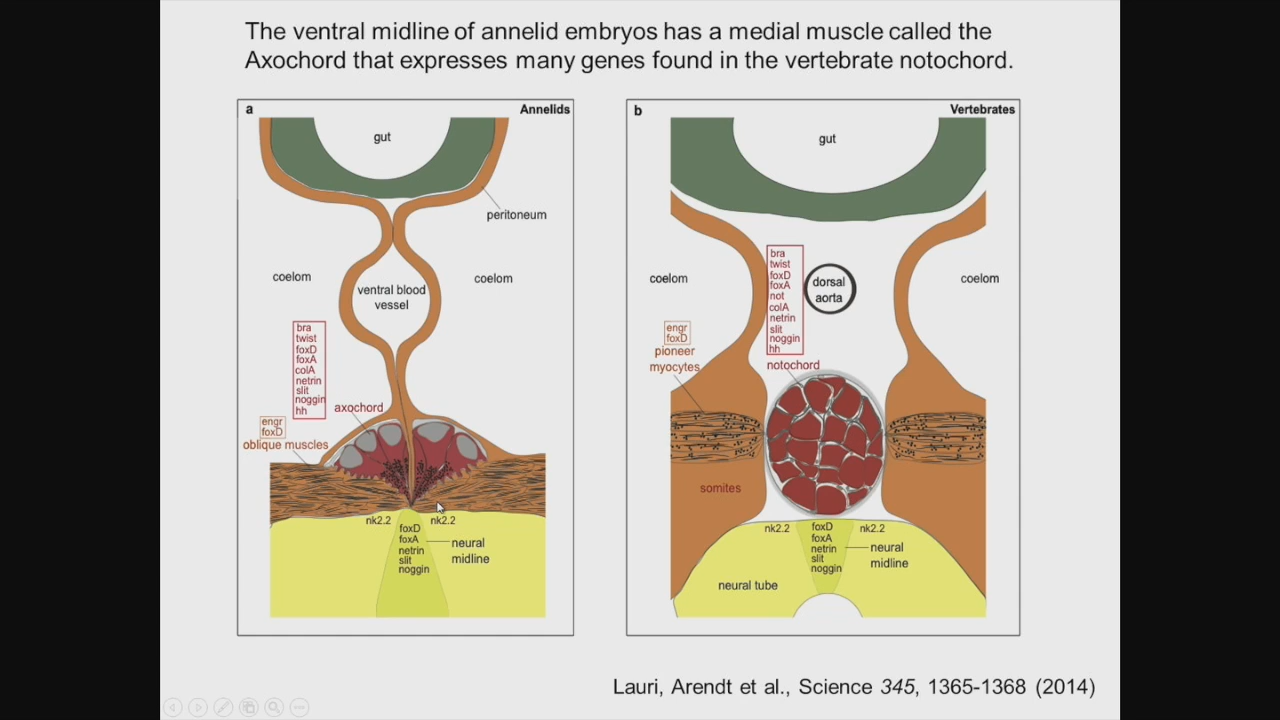 The ventral midline of annelid embryos has a medial muscle called the
Axochord that expresses many genes found in the vertebrate notochord.
a
Annelids
gut
peritoneum
coelom
coelom
ventral blood
vessel
bra
twist
foxD
foxA
colA
netrin
slit
noggin
hh
axochord
engr
foxD
oblique muscles
nk2.2
nk2.2
foxD
foxA
netrin
slit
noggin
neural
midline
b
Vertebrates
gut
coelom
coelom
bra
twist
foxD
foxA
not
colA
netrin
slit
noggin
hh
dorsal
aorta
engr
foxD
pioneer
myocytes
notochord
somites
nk2.2
nk2.2
foxD
foxA
netrin
slit
noggin
neural
midline
neural tube
Lauri, Arendt et al., Science 345, 1365-1368 (2014)